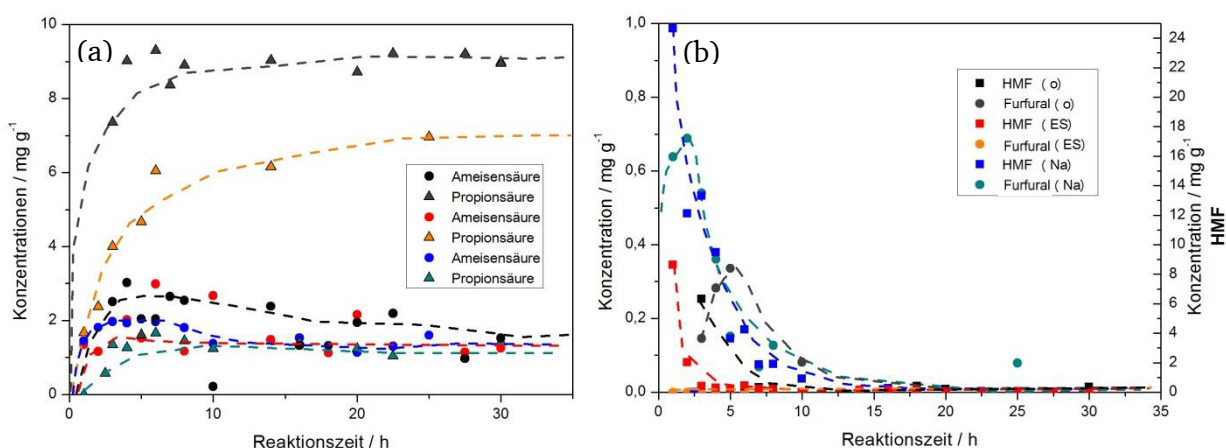 (a)
Konzentrationen / mg g⁻¹
10
8
6
4
2
0
0 10 20 30
Reaktionszeit / h
Ameisensäure
Propionsäure
Ameisensäure
Propionsäure
Ameisensäure
Propionsäure
(b)
Konzentration / mg g⁻¹
1,0
0,8
0,6
0,4
0,2
0,0
0 5 10 15 20 25 30 35
Reaktionszeit / h
HMF (o)
Furfural (o)
HMF (ES)
Furfural (ES)
HMF (Na)
Furfural (Na)
24
22
20
18
16
14
12
10
8
6
4
2
0
Konzentration / mg g⁻¹
HMF